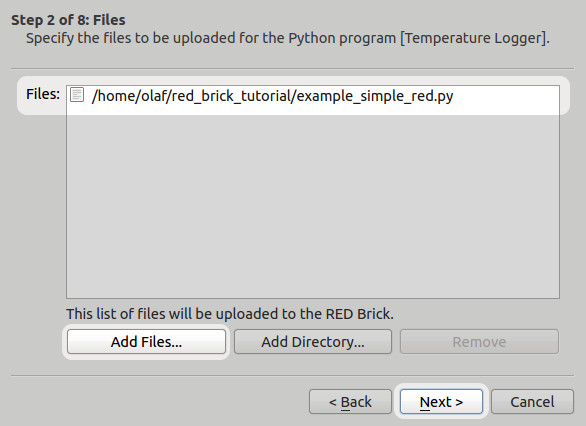 Step 2 of 8: Files
Specify the files to be uploaded for the Python program [Temperature Logger].
Files: /home/olaf/red_brick_tutorial/example_simple_red.py
This list of files will be uploaded to the RED Brick.
Add Files... Add Directory... Remove
< Back Next > Cancel